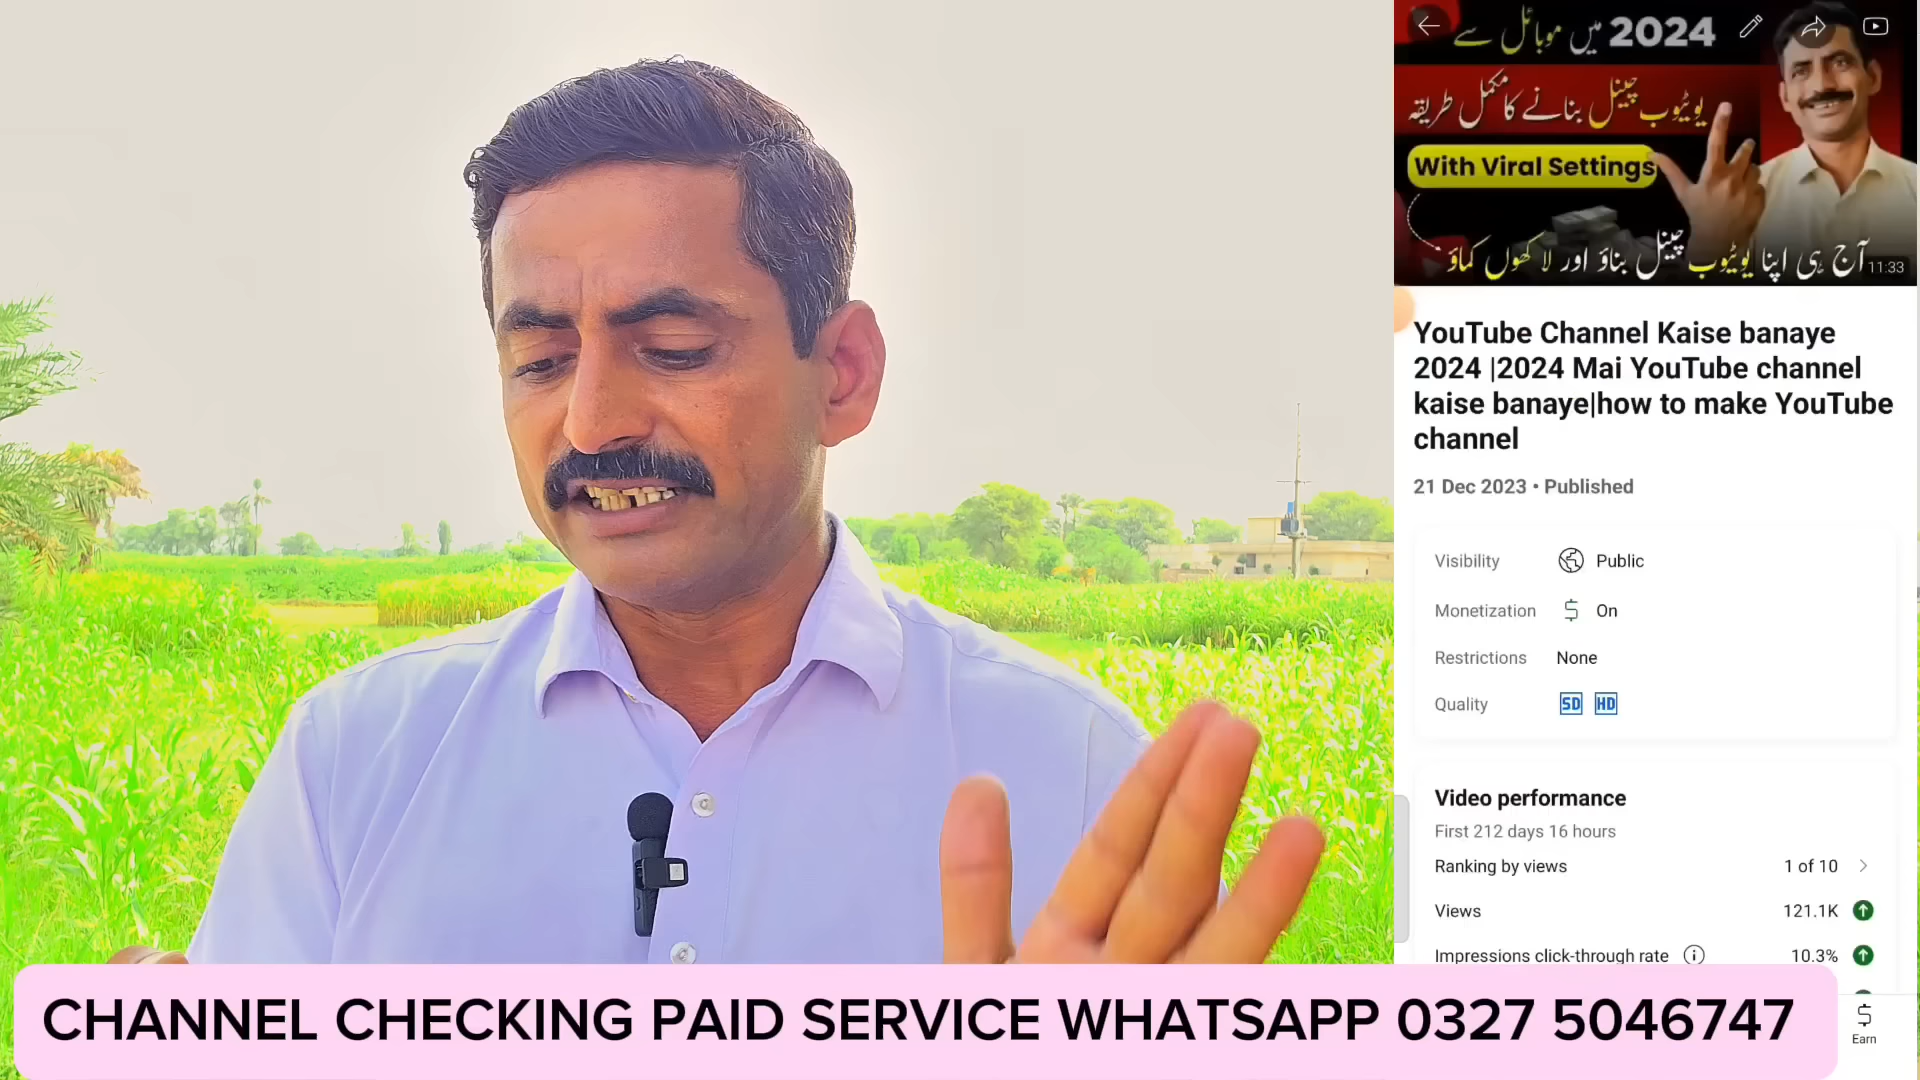 2024 میں موبائل سے
یوٹیوب چینل بنانے کا مکمل طریقہ
With Viral Settings
آج ہی اپنا یوٹیوب چینل بناؤ اور لاکھوں کماؤ
11:33
YouTube Channel Kaise banaye
2024 |2024 Mai YouTube channel
kaise banaye|how to make YouTube
channel
21 Dec 2023 • Published
Visibility Public
Monetization On
Restrictions None
Quality SD HD
Video performance
First 212 days 16 hours
Ranking by views 1 of 10
Views 121.1K
Impressions click-through rate 10.3%
CHANNEL CHECKING PAID SERVICE WHATSAPP 0327 5046747
Earn